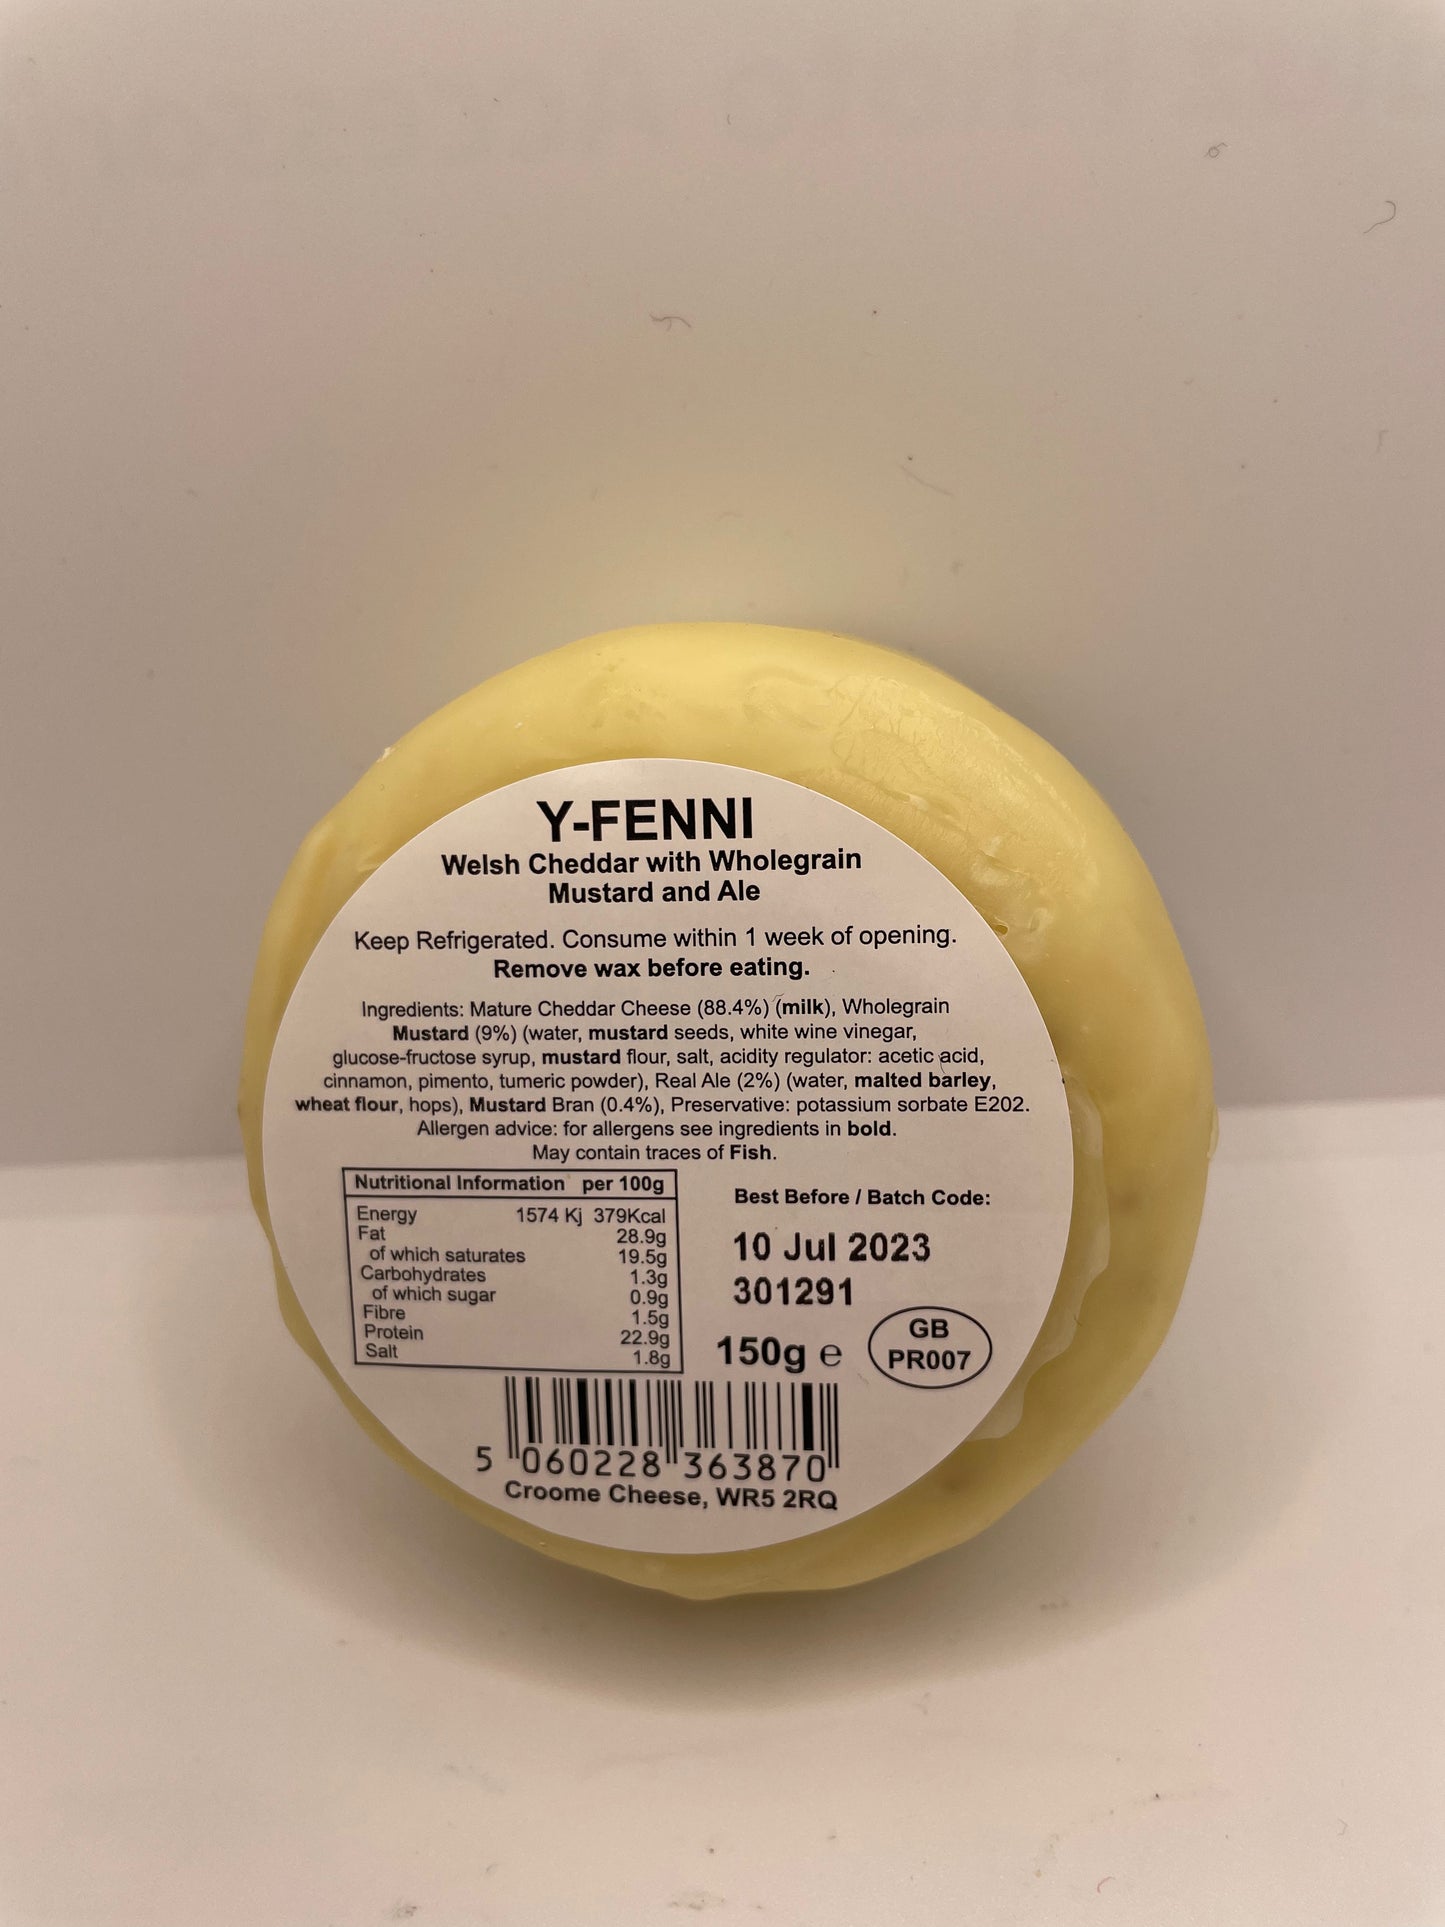 Y-FENNI
Welsh Cheddar with Wholegrain
Mustard and Ale
Keep Refrigerated. Consume within 1 week of opening.
Remove wax before eating.
Ingredients: Mature Cheddar Cheese (88.4%) (milk), Wholegrain
Mustard (9%) (water, mustard seeds, white wine vinegar,
glucose-fructose syrup, mustard flour, salt, acidity regulator: acetic acid,
cinnamon, pimento, tumeric powder), Real Ale (2%) (water, malted barley,
wheat flour, hops), Mustard Bran (0.4%), Preservative: potassium sorbate E202.
Allergen advice: for allergens see ingredients in bold.
May contain traces of Fish.
Nutritional Information per 100g
Energy 1574 Kj 379Kcal
Fat 28.9g
of which saturates 19.5g
Carbohydrates 1.3g
of which sugar 0.9g
Fibre 1.5g
Protein 22.9g
Salt 1.8g
Best Before / Batch Code:
10 Jul 2023
301291
150g e
GB
PR007
5 060228 363870
Croome Cheese, WR5 2RQ